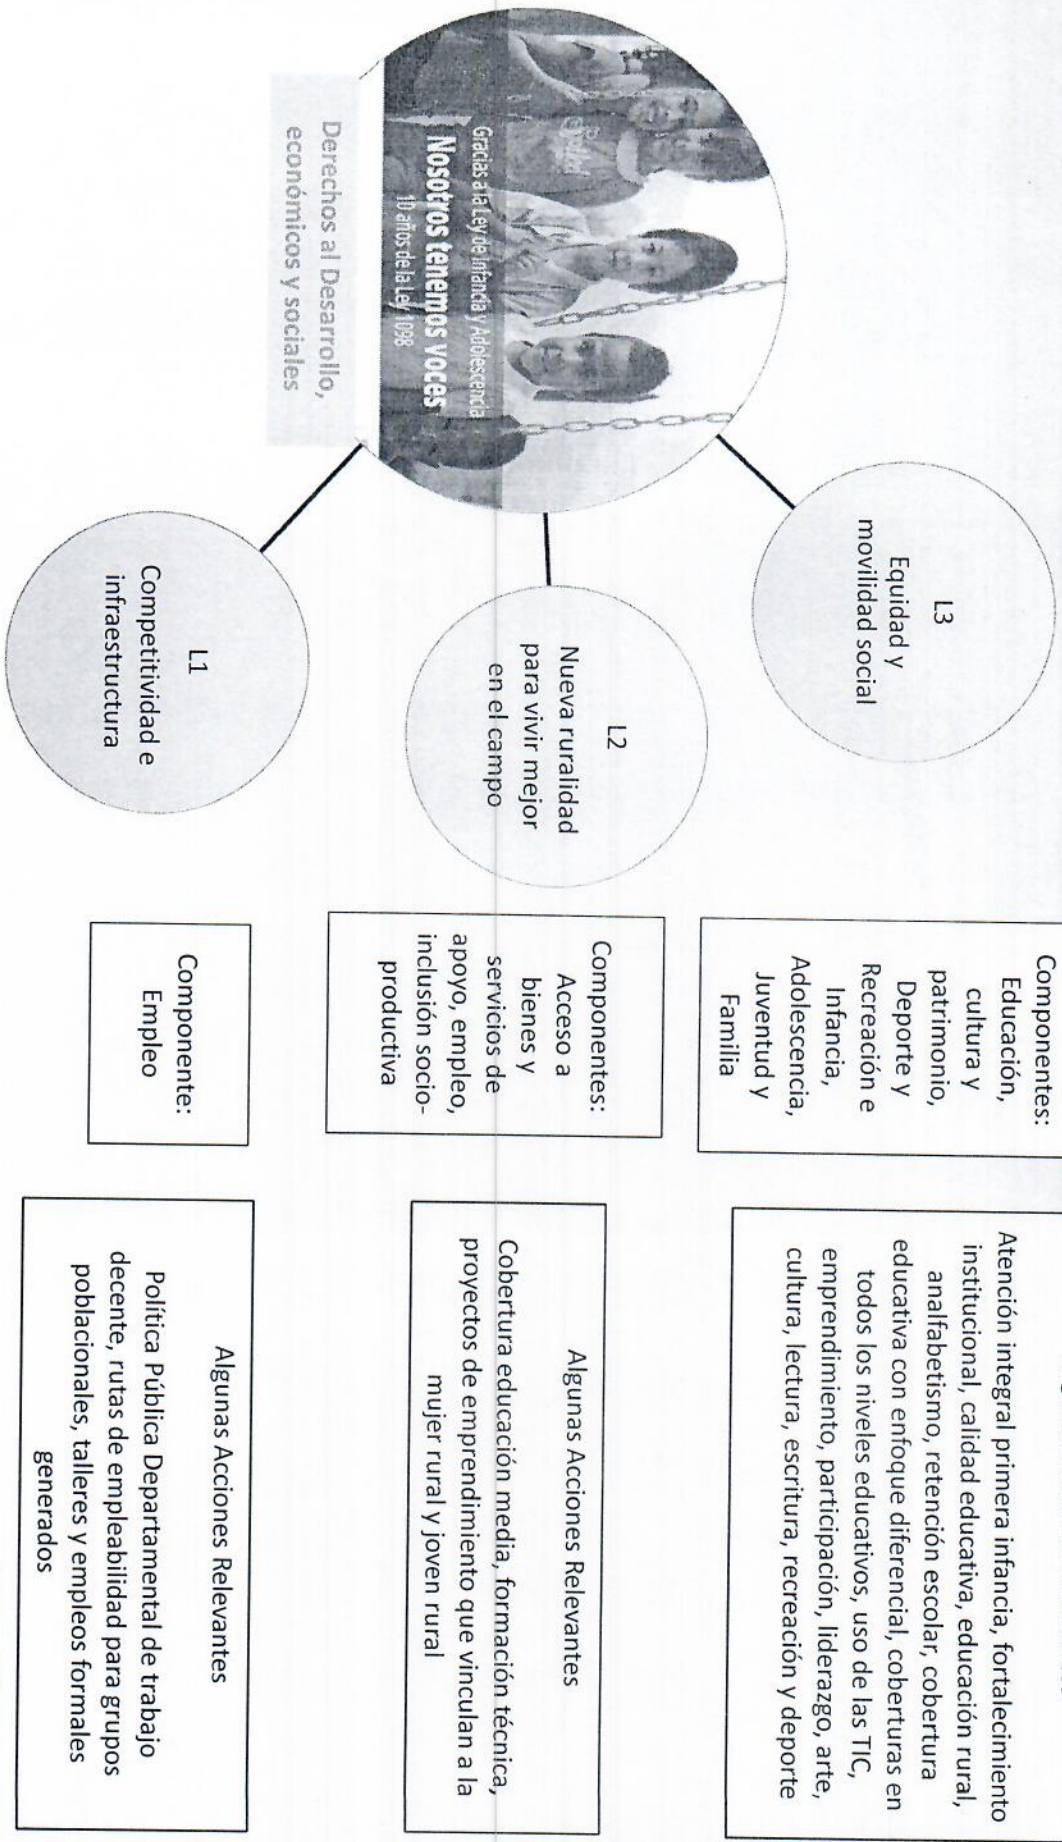 L3
Equidad y
movilidad social
Componentes:
Educación,
cultura y
patrimonio,
Deporte y
Recreación e
Infancia,
Adolescencia,
Juventud y
Familia
Atención integral primera infancia, fortalecimiento
institucional, calidad educativa, educación rural,
analfabetismo, retención escolar, cobertura
educativa con enfoque diferencial, coberturas en
todos los niveles educativos, uso de las TIC,
emprendimiento, participación, liderazgo, arte,
cultura, lectura, escritura, recreación y deporte
Gracias a la Ley de Infancia y Adolescencia
Nosotros tenemos voces
10 años de la Ley 1098
Derechos al Desarrollo,
económicos y sociales
L2
Nueva ruralidad
para vivir mejor
en el campo
Componentes:
Acceso a
bienes y
servicios de
apoyo, empleo,
inclusión socio-
productiva
Algunas Acciones Relevantes
Cobertura educación media, formación técnica,
proyectos de emprendimiento que vinculan a la
mujer rural y joven rural
L1
Competitividad e
infraestructura
Componente:
Empleo
Algunas Acciones Relevantes
Política Pública Departamental de trabajo
decente, rutas de empleabilidad para grupos
poblacionales, talleres y empleos formales
generados